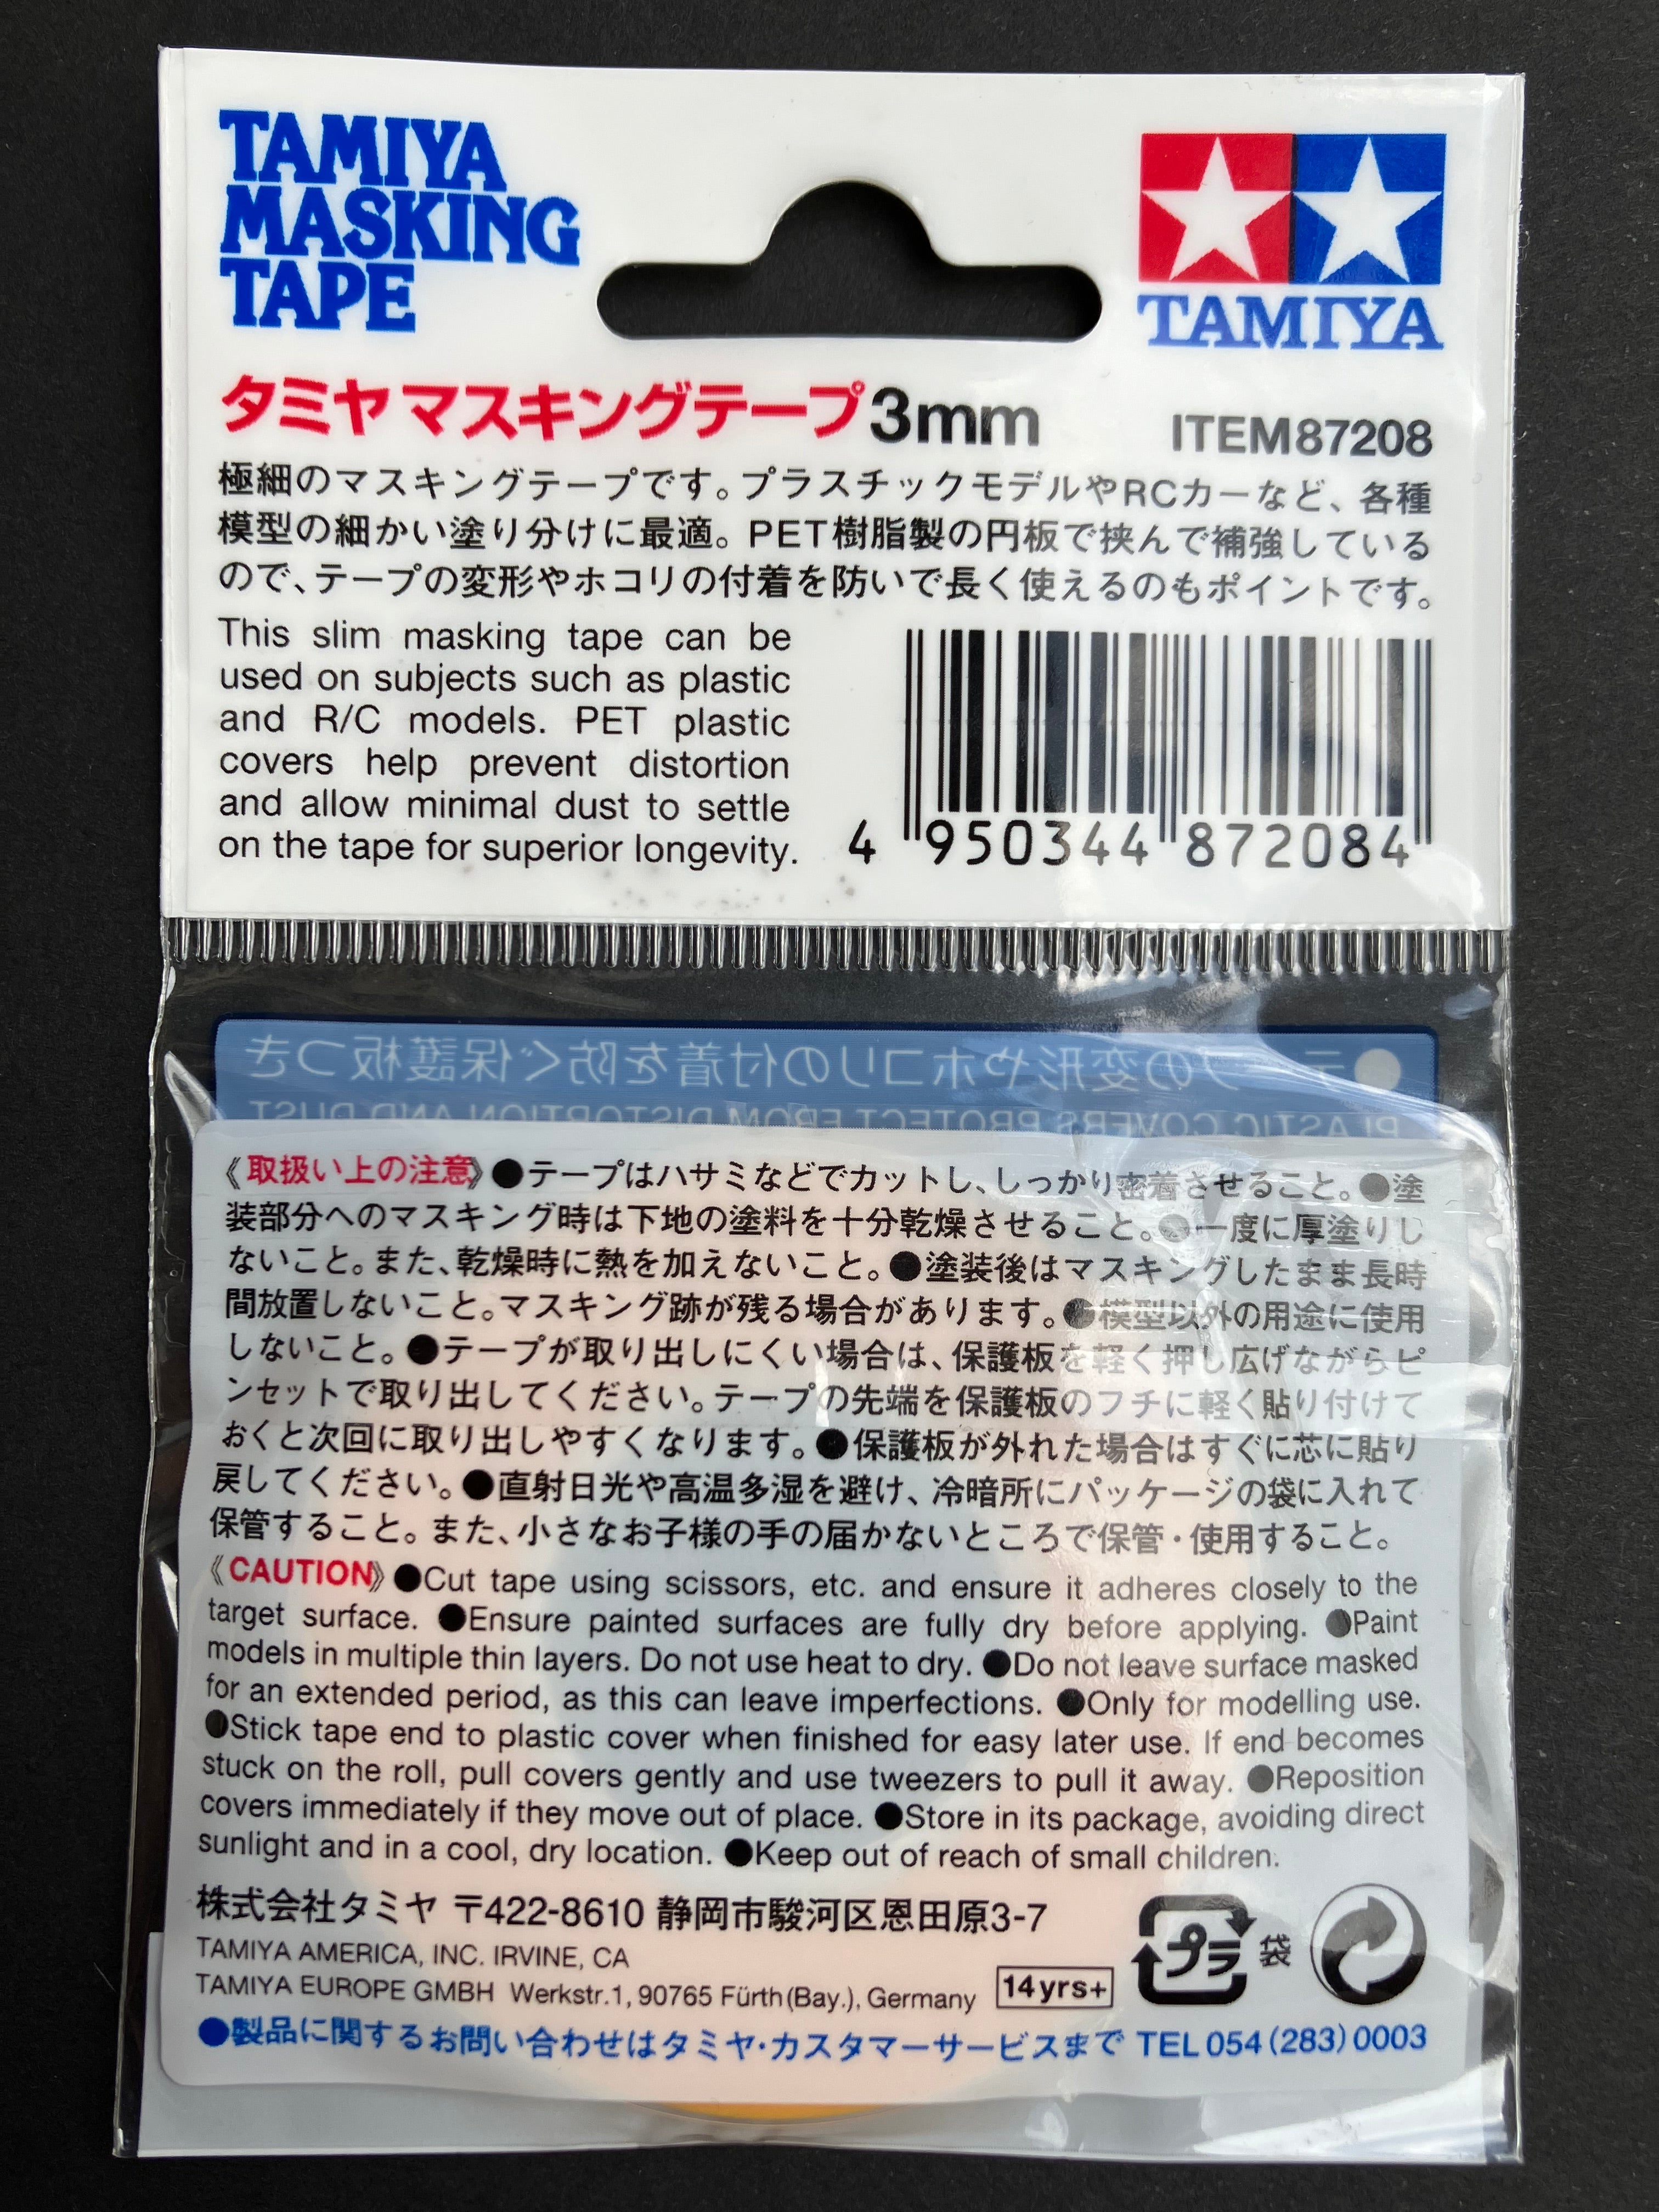 TAMIYA
MASKING
TAPE
TAMIYA
タミヤ マスキングテープ3mm
ITEM87208
極細のマスキングテープです。プラスチックモデルやRCカーなど、各種
模型の細かい塗り分けに最適。PET樹脂製の円板で挟んで補強している
ので、テープの変形やホコリの付着を防いで長く使えるのもポイントです。
This slim masking tape can be
used on subjects such as plastic
and R/C models. PET plastic
covers help prevent distortion
and allow minimal dust to settle
on the tape for superior longevity.
4 950344 872084
●テープの変形やホコリの付着を防ぐ保護板つき
PLASTIC COVERS PROTECT FROM DISTORTION AND DUST
《取扱い上の注意》●テープはハサミなどでカットし、しっかり密着させること。●塗
装部分へのマスキング時は下地の塗料を十分乾燥させること。●一度に厚塗りし
ないこと。また、乾燥時に熱を加えないこと。●塗装後はマスキングしたまま長時
間放置しないこと。マスキング跡が残る場合があります。●模型以外の用途に使用
しないこと。●テープが取り出しにくい場合は、保護板を軽く押し広げながらピ
ンセットで取り出してください。テープの先端を保護板のフチに軽く貼り付けて
おくと次回に取り出しやすくなります。●保護板が外れた場合はすぐに芯に貼り
戻してください。●直射日光や高温多湿を避け、冷暗所にパッケージの袋に入れて
保管すること。また、小さなお子様の手の届かないところで保管・使用すること。
《CAUTION》●Cut tape using scissors, etc. and ensure it adheres closely to the
target surface. ●Ensure painted surfaces are fully dry before applying. ●Paint
models in multiple thin layers. Do not use heat to dry. ●Do not leave surface masked
for an extended period, as this can leave imperfections. ●Only for modelling use.
●Stick tape end to plastic cover when finished for easy later use. If end becomes
stuck on the roll, pull covers gently and use tweezers to pull it away. ●Reposition
covers immediately if they move out of place. ●Store in its package, avoiding direct
sunlight and in a cool, dry location. ●Keep out of reach of small children.
株式会社タミヤ 〒422-8610 静岡市駿河区恩田原3-7
TAMIYA AMERICA, INC. IRVINE, CA
TAMIYA EUROPE GMBH Werkstr.1, 90765 Fürth(Bay.), Germany
14yrs+
プラ 袋
●製品に関するお問い合わせはタミヤ・カスタマーサービスまで TEL054(283)0003